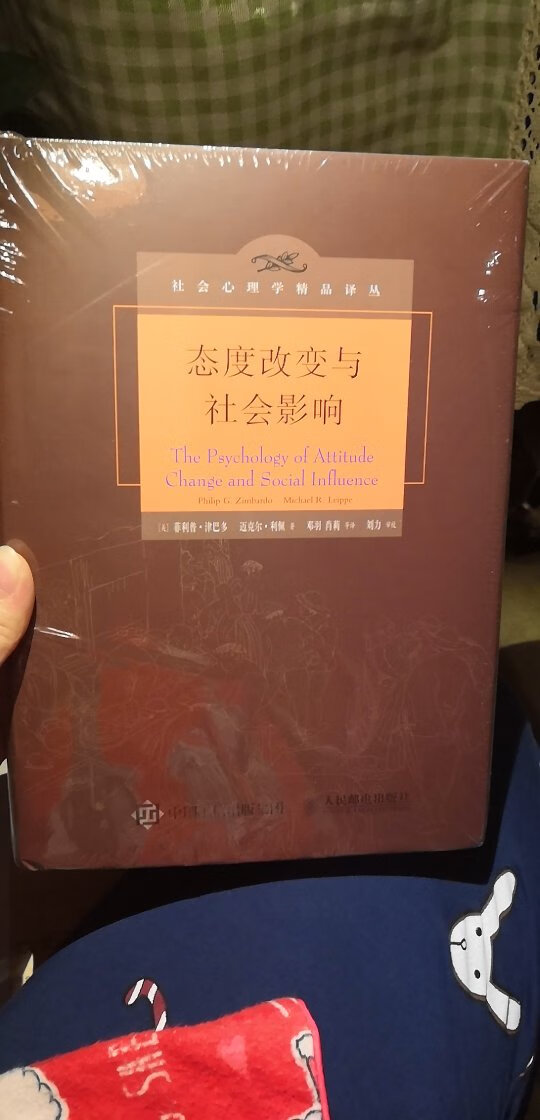 社会心理学精品译丛
态度改变与
社会影响
The Psychology of Attitude
Change and Social Influence
Philip G. Zimbardo Michael R. Leippe
[美] 菲利普·津巴多 迈克尔·利佩 著 邓羽 肖莉 等译 刘力 审校
人民邮电出版社